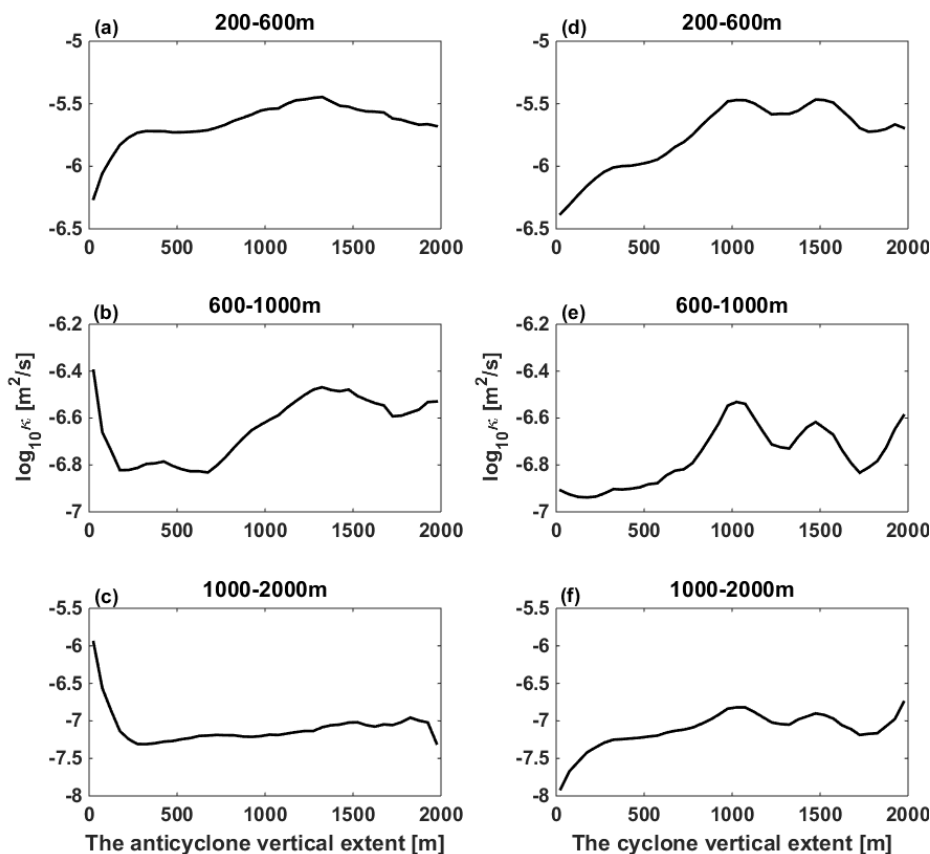 (a) 200-600m
-5
-5.5
-6
-6.5
0 500 1000 1500 2000
(d) 200-600m
-5
-5.5
-6
-6.5
0 500 1000 1500 2000
(b) 600-1000m
log10κ [m2/s]
-6.2
-6.4
-6.6
-6.8
-7
0 500 1000 1500 2000
(e) 600-1000m
log10κ [m2/s]
-6.2
-6.4
-6.6
-6.8
-7
0 500 1000 1500 2000
(c) 1000-2000m
-5.5
-6
-6.5
-7
-7.5
-8
0 500 1000 1500 2000
The anticyclone vertical extent [m]
(f) 1000-2000m
-5.5
-6
-6.5
-7
-7.5
-8
0 500 1000 1500 2000
The cyclone vertical extent [m]